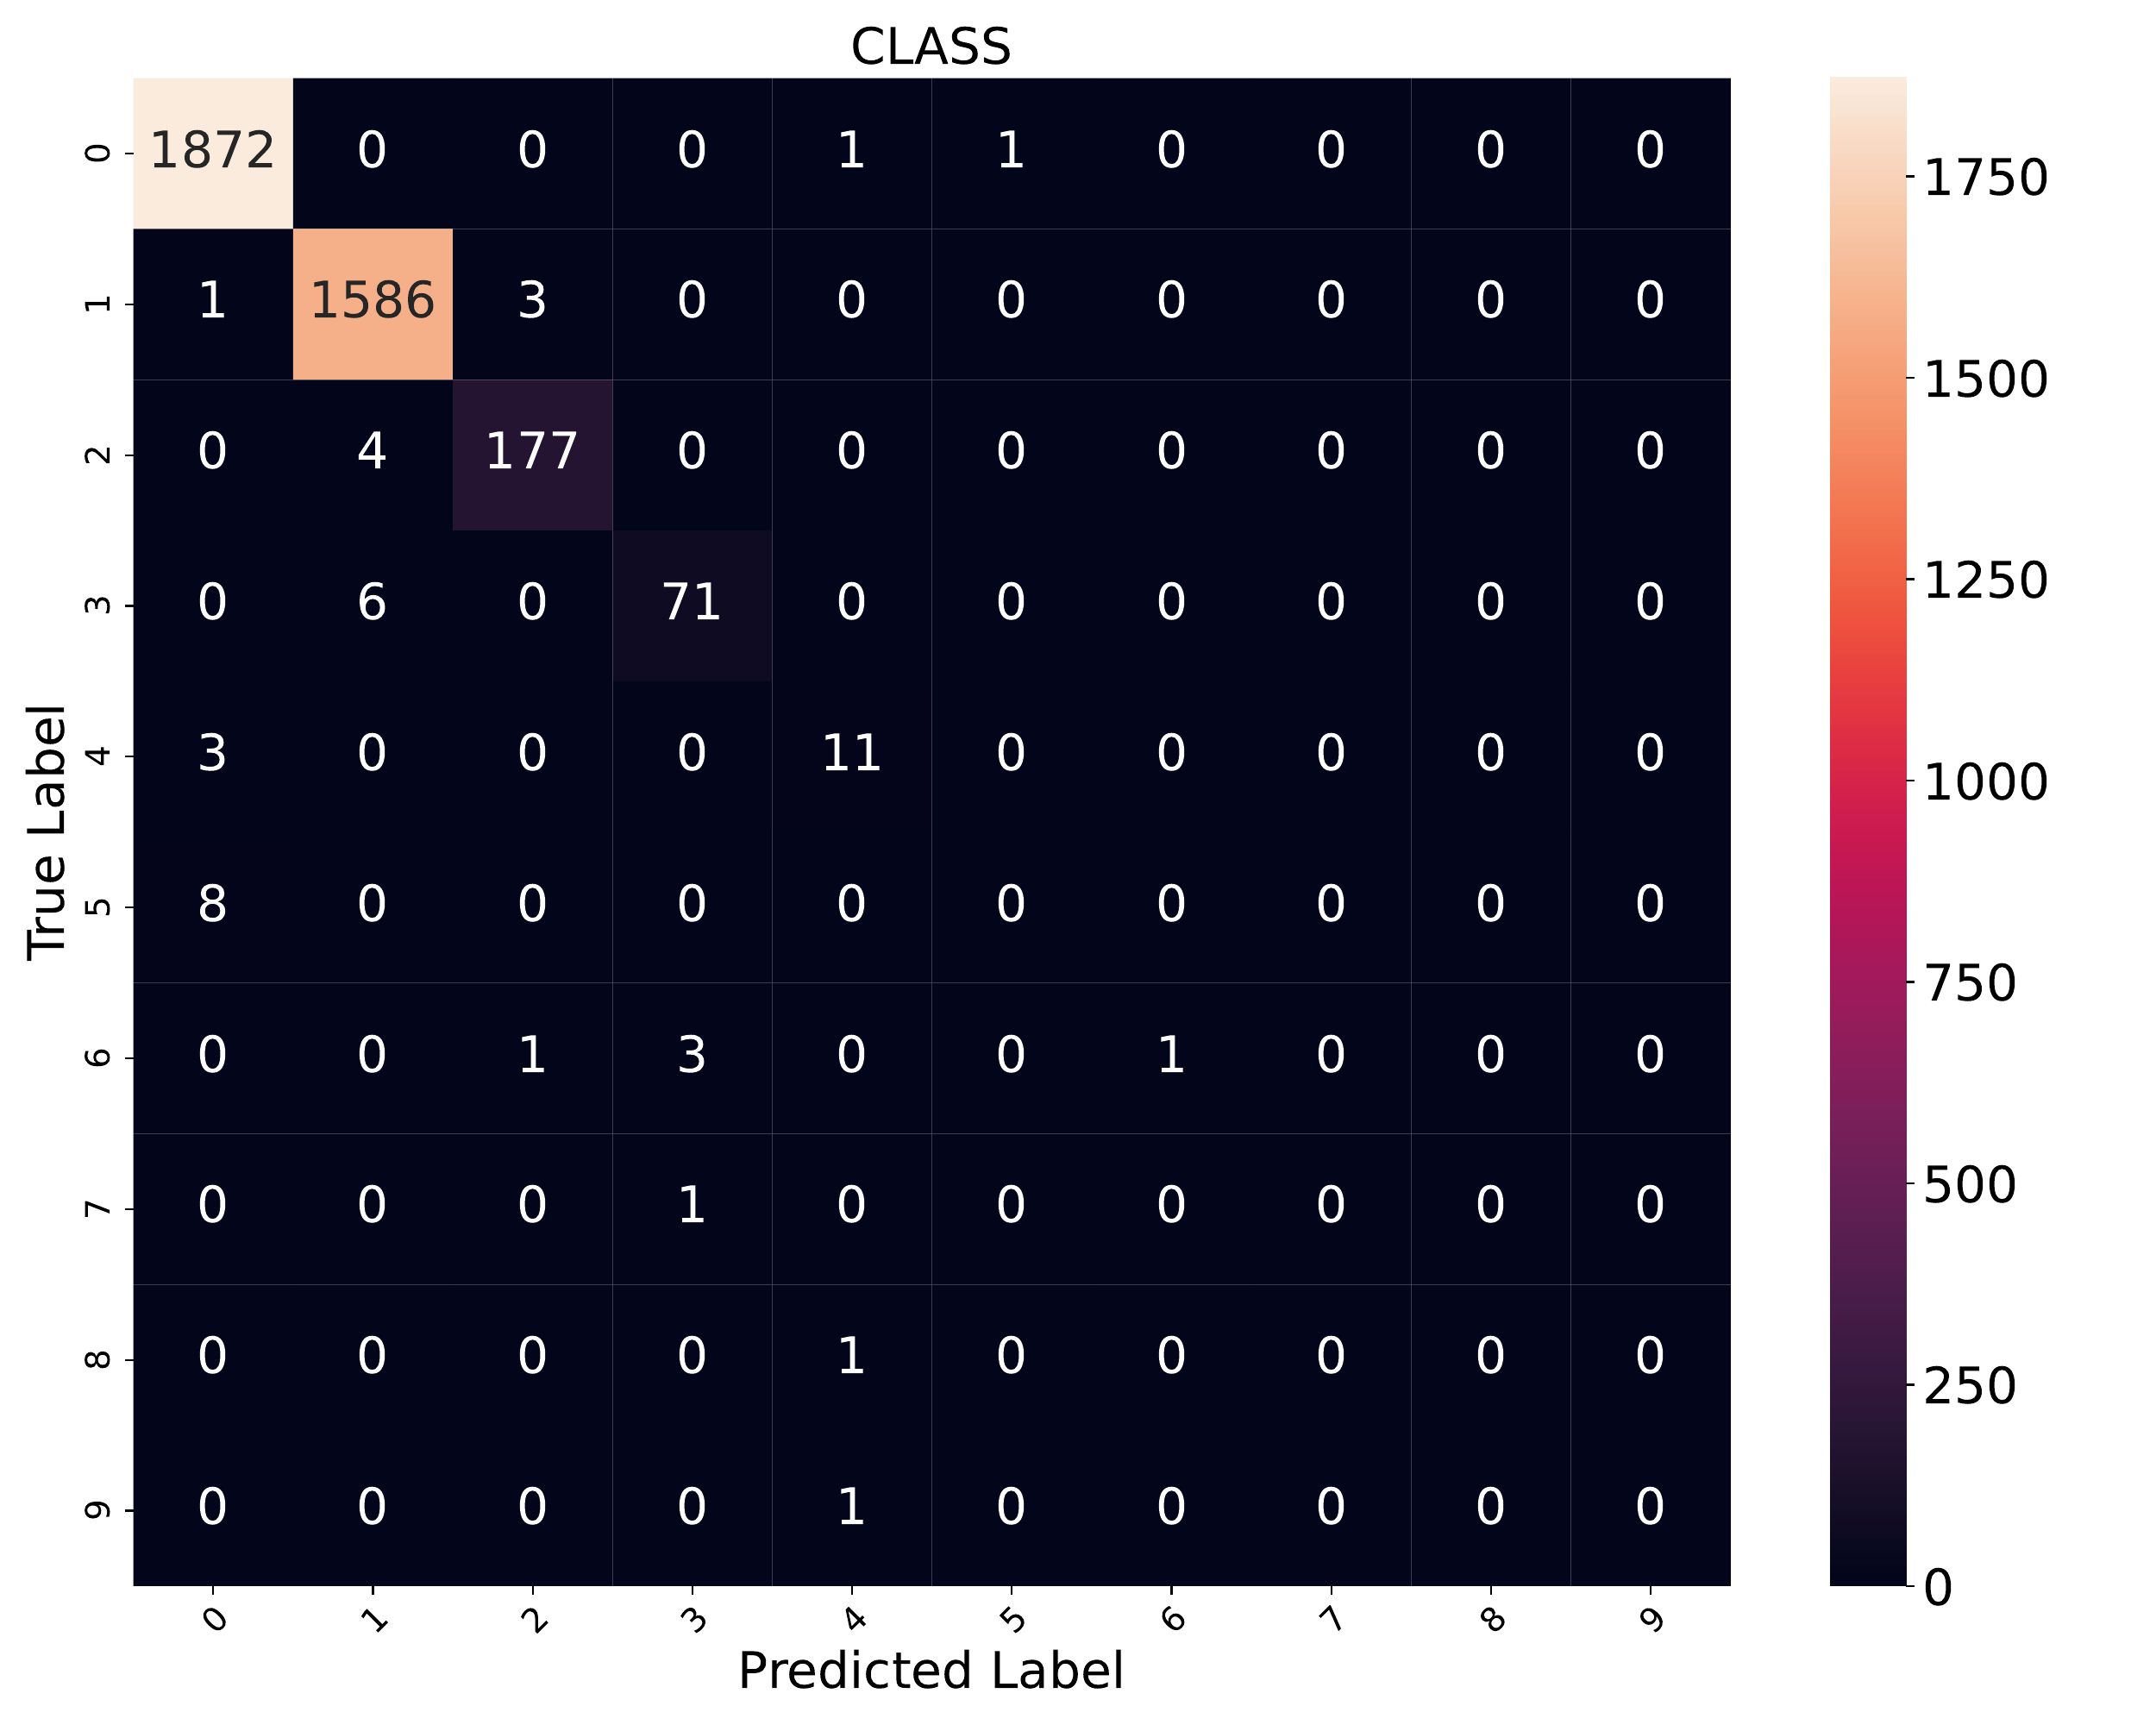 CLASS
0 1872 0 0 0 1 1 0 0 0 0
1 1 1586 3 0 0 0 0 0 0 0
2 0 4 177 0 0 0 0 0 0 0
3 0 6 0 71 0 0 0 0 0 0
4 3 0 0 0 11 0 0 0 0 0
5 8 0 0 0 0 0 0 0 0 0
6 0 0 1 3 0 0 1 0 0 0
7 0 0 0 1 0 0 0 0 0 0
8 0 0 0 0 1 0 0 0 0 0
9 0 0 0 0 1 0 0 0 0 0
0 1 2 3 4 5 6 7 8 9
True Label
Predicted Label
1750
1500
1250
1000
750
500
250
0